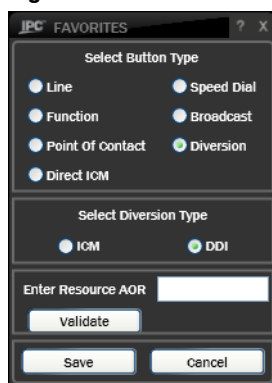 IPC FAVORITES ? X
Select Button Type
Line Speed Dial
Function Broadcast
Point Of Contact Diversion
Direct ICM
Select Diversion Type
ICM DDI
Enter Resource AOR
Validate
Save Cancel